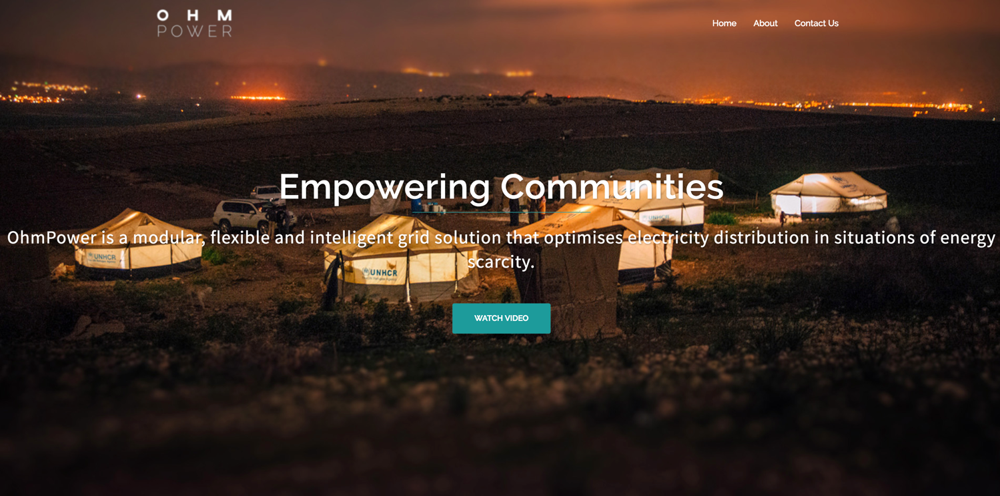 OHM
POWER
Home About Contact Us
Empowering Communities
OhmPower is a modular, flexible and intelligent grid solution that optimises electricity distribution in situations of energy
scarcity.
UNHCR
UNHCR
UNHCR
WATCH VIDEO